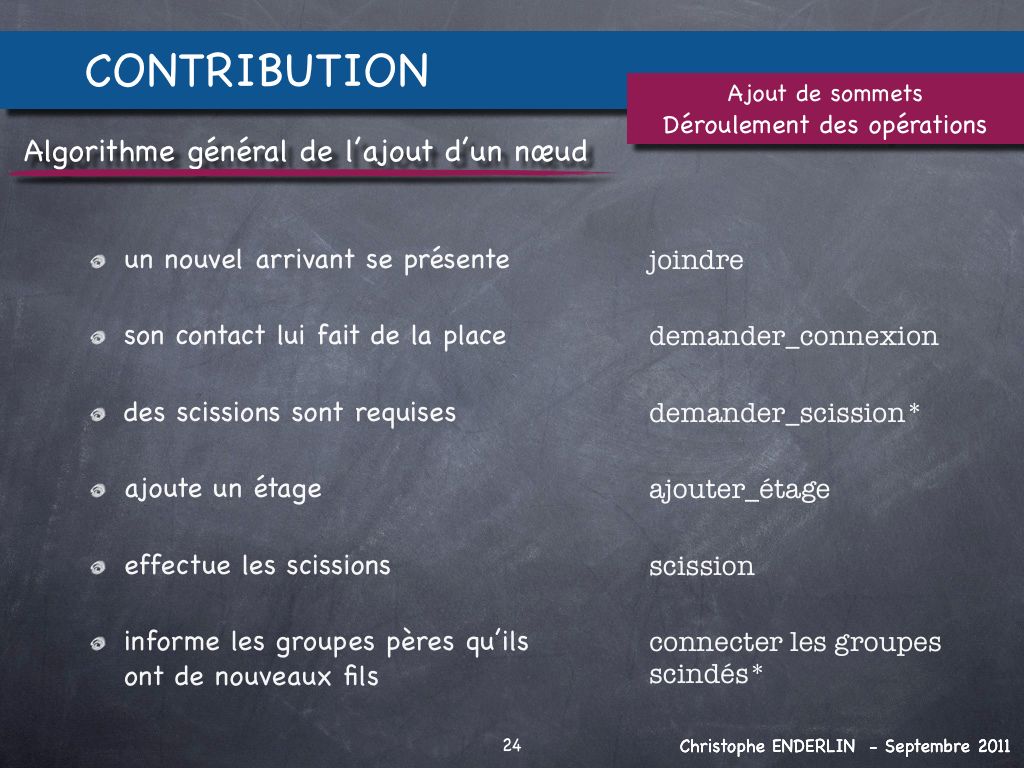 CONTRIBUTION
Ajout de sommets
Déroulement des opérations
Algorithme général de l'ajout d'un nœud
un nouvel arrivant se présente
joindre
son contact lui fait de la place
demander_connexion
des scissions sont requises
demander_scission*
ajoute un étage
ajouter_étage
effectue les scissions
scission
informe les groupes pères qu'ils
ont de nouveaux fils
connecter les groupes
scindés*
24
Christophe ENDERLIN - Septembre 2011